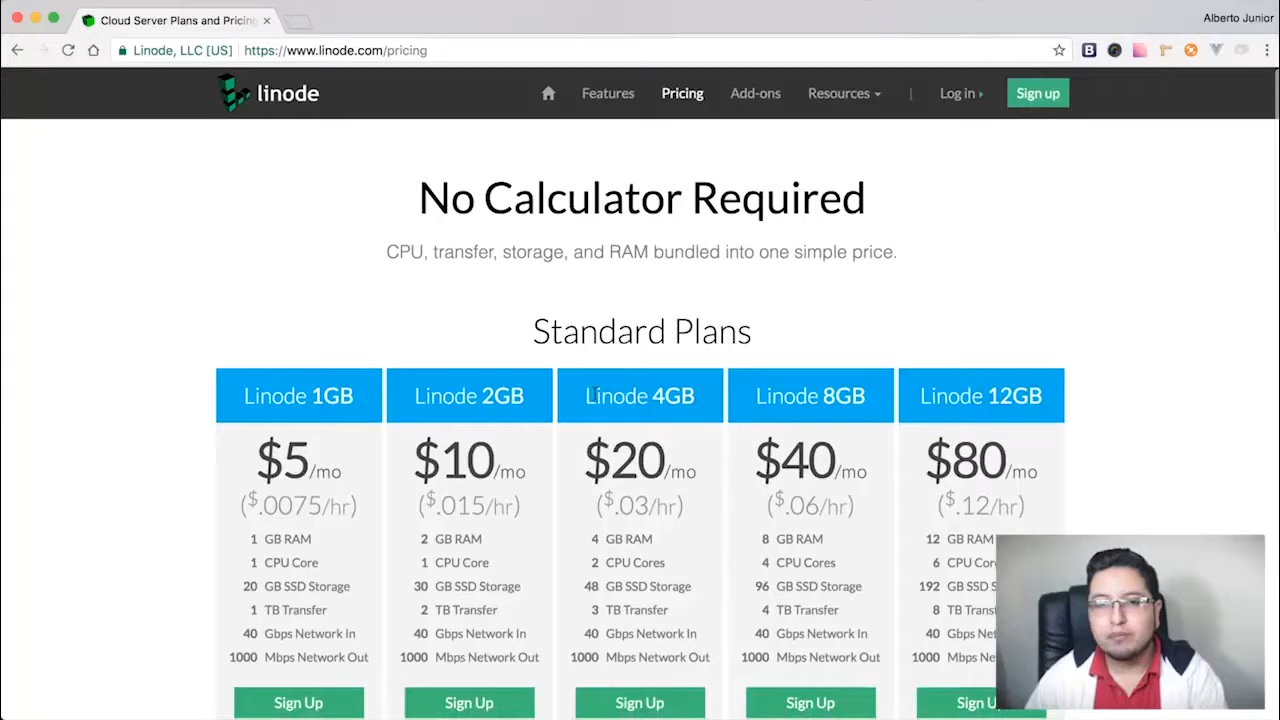 Cloud Server Plans and Pricing
Alberto Junior
Linode, LLC [US] https://www.linode.com/pricing
linode
Features Pricing Add-ons Resources | Log in Sign up
No Calculator Required
CPU, transfer, storage, and RAM bundled into one simple price.
Standard Plans
Linode 1GB Linode 2GB Linode 4GB Linode 8GB Linode 12GB
$5/mo $10/mo $20/mo $40/mo $80/mo
($.0075/hr) ($.015/hr) ($.03/hr) ($.06/hr) ($.12/hr)
1 GB RAM 2 GB RAM 4 GB RAM 8 GB RAM 12 GB RAM
1 CPU Core 1 CPU Core 2 CPU Cores 4 CPU Cores 6 CPU
20 GB SSD Storage 30 GB SSD Storage 48 GB SSD Storage 96 GB SSD Storage 192 GB SSD
1 TB Transfer 2 TB Transfer 3 TB Transfer 4 TB Transfer 8 TB
40 Gbps Network In 40 Gbps Network In 40 Gbps Network In 40 Gbps Network In 40 Gbps
1000 Mbps Network Out 1000 Mbps Network Out 1000 Mbps Network Out 1000 Mbps Network Out 1000 Mbps
Sign Up Sign Up Sign Up Sign Up Sign